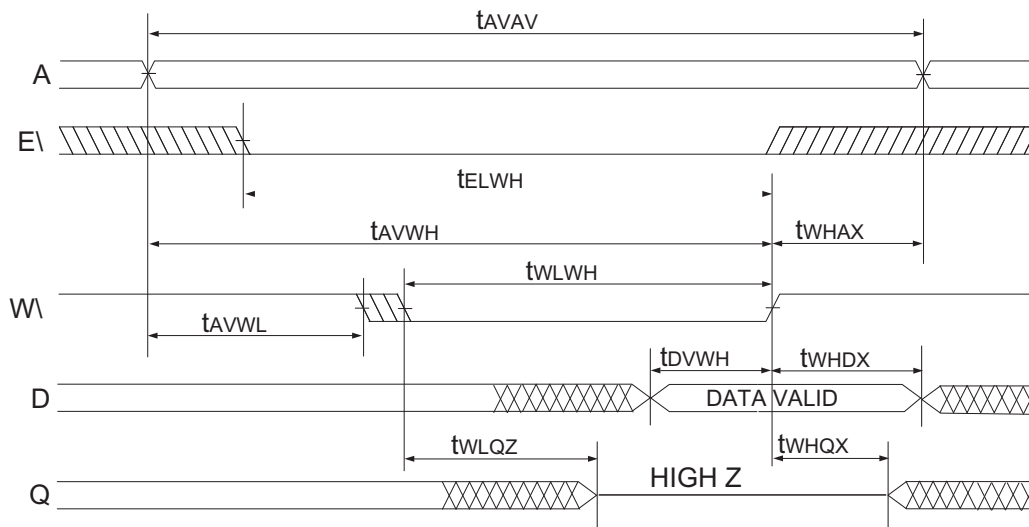 tAVAV
A
E\
tELWH
tAVWH
tWHAX
tWLWH
W\
tAVWL
tDVWH
tWHDX
D
DATA VALID
tWLQZ
tWHQX
HIGH Z
Q